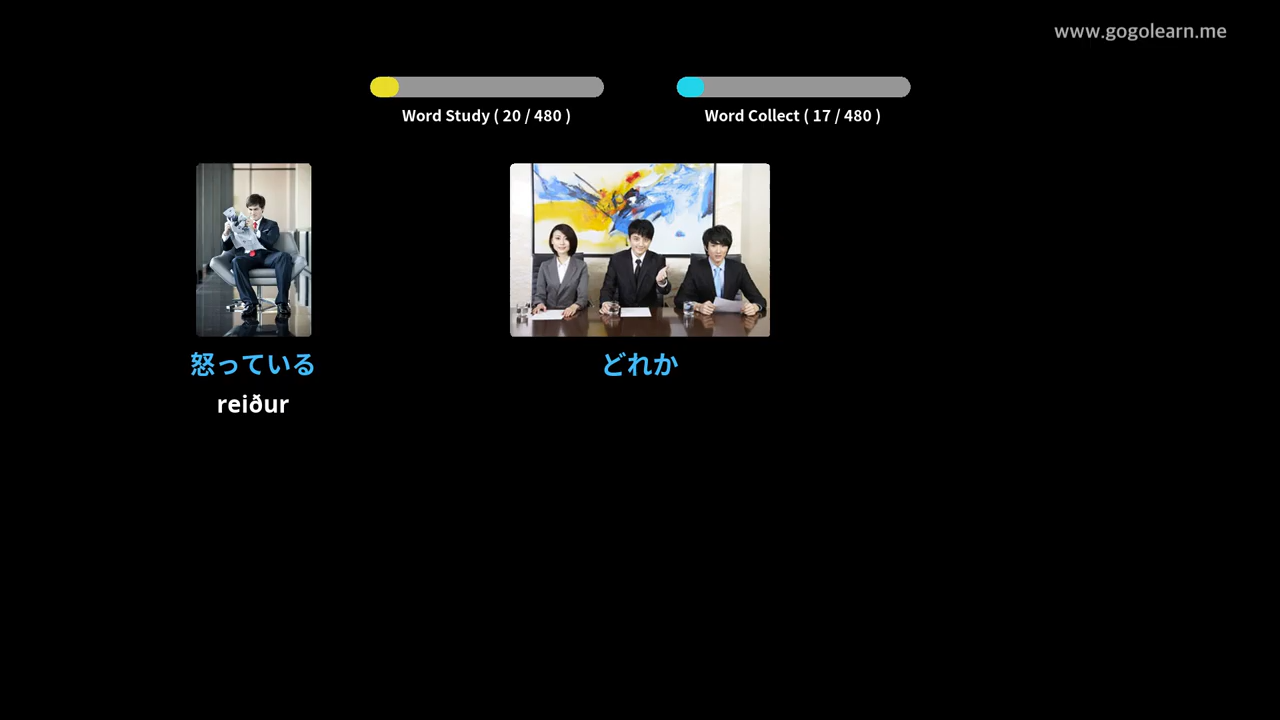 www.gogolearn.me
Word Study ( 20 / 480 )
Word Collect ( 17 / 480 )
怒っている
reiður
どれか